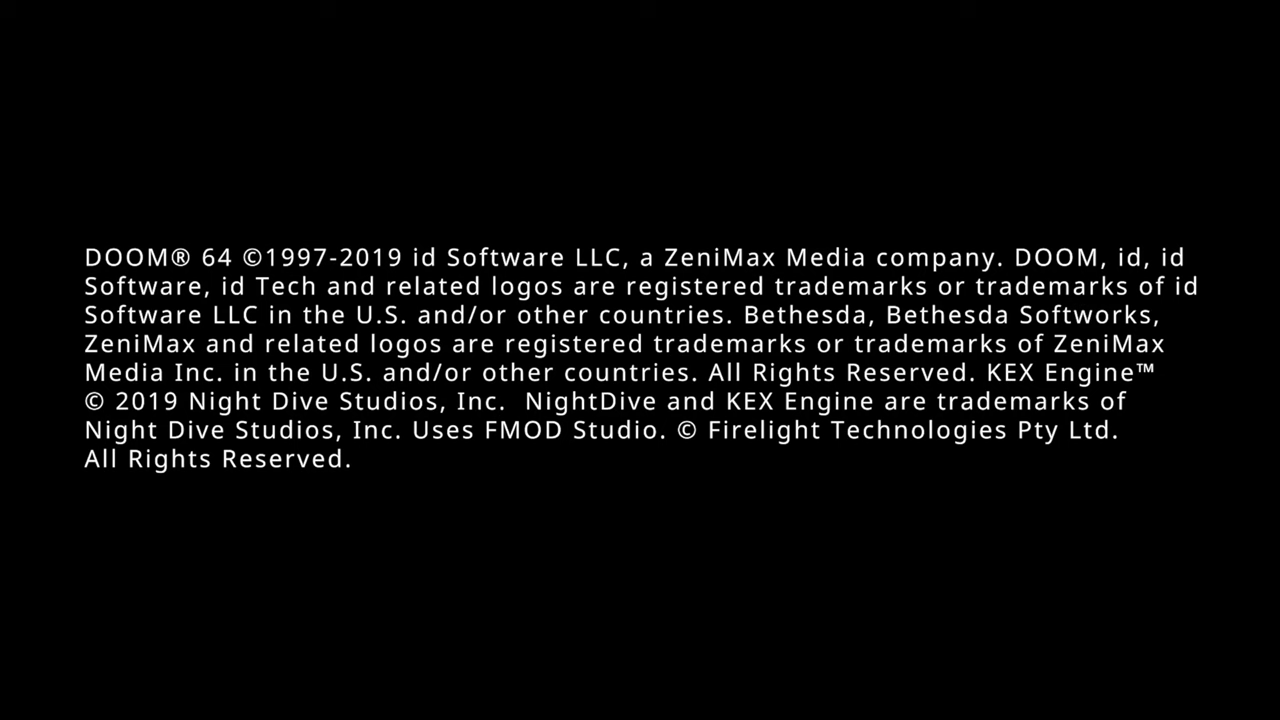 DOOM® 64 ©1997-2019 id Software LLC, a ZeniMax Media company. DOOM, id, id
Software, id Tech and related logos are registered trademarks or trademarks of id
Software LLC in the U.S. and/or other countries. Bethesda, Bethesda Softworks,
ZeniMax and related logos are registered trademarks or trademarks of ZeniMax
Media Inc. in the U.S. and/or other countries. All Rights Reserved. KEX Engine™
© 2019 Night Dive Studios, Inc.  NightDive and KEX Engine are trademarks of
Night Dive Studios, Inc. Uses FMOD Studio. © Firelight Technologies Pty Ltd.
All Rights Reserved.